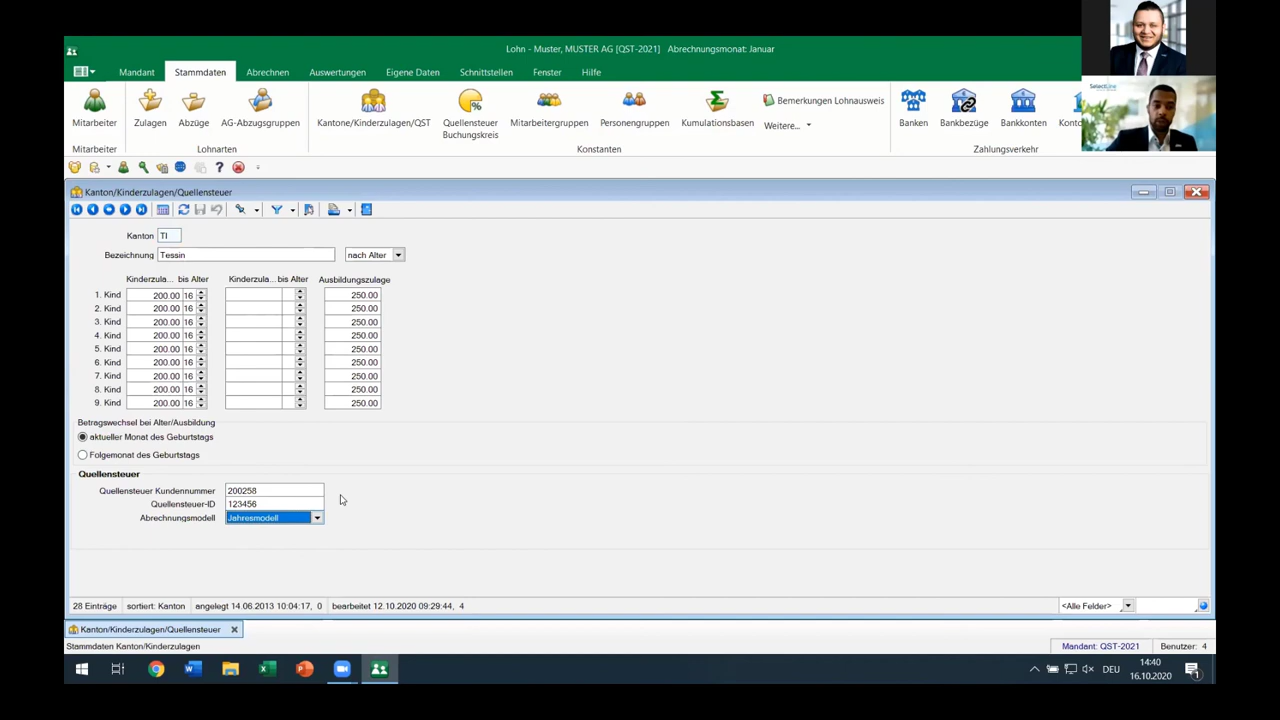 Lohn - Muster, MUSTER AG [QST-2021] Abrechnungsmonat: Januar
Mandant Stammdaten Abrechnen Auswertungen Eigene Daten Schnittstellen Fenster Hilfe
SelectLine
Mitarbeiter Zulagen Abzüge AG-Abzugsgruppen Kantone/Kinderzulagen/QST Quellensteuer Buchungskreis Mitarbeitergruppen Personengruppen Kumulationsbasen Bemerkungen Lohnausweis Weitere... Banken Bankbezüge Bankkonten
Mitarbeiter Lohnarten Konstanten Zahlungsverkehr
Kanton/Kinderzulagen/Quellensteuer
Kanton TI
Bezeichnung Tessin nach Alter
Kinderzula... bis Alter Kinderzula... bis Alter Ausbildungszulage
1. Kind 200.00 16 250.00
2. Kind 200.00 16 250.00
3. Kind 200.00 16 250.00
4. Kind 200.00 16 250.00
5. Kind 200.00 16 250.00
6. Kind 200.00 16 250.00
7. Kind 200.00 16 250.00
8. Kind 200.00 16 250.00
9. Kind 200.00 16 250.00
Betragswechsel bei Alter/Ausbildung
aktueller Monat des Geburtstags
Folgemonat des Geburtstags
Quellensteuer
Quellensteuer Kundennummer 200258
Quellensteuer-ID 123456
Abrechnungsmodell Jahresmodell
28 Einträge sortiert: Kanton angelegt 14.06.2013 10:04:17, 0 bearbeitet 12.10.2020 09:29:44, 4 <Alle Felder>
Kanton/Kinderzulagen/Quellensteuer
Stammdaten Kanton/Kinderzulagen Mandant: QST-2021 Benutzer: 4
DEU 14:40
16.10.2020